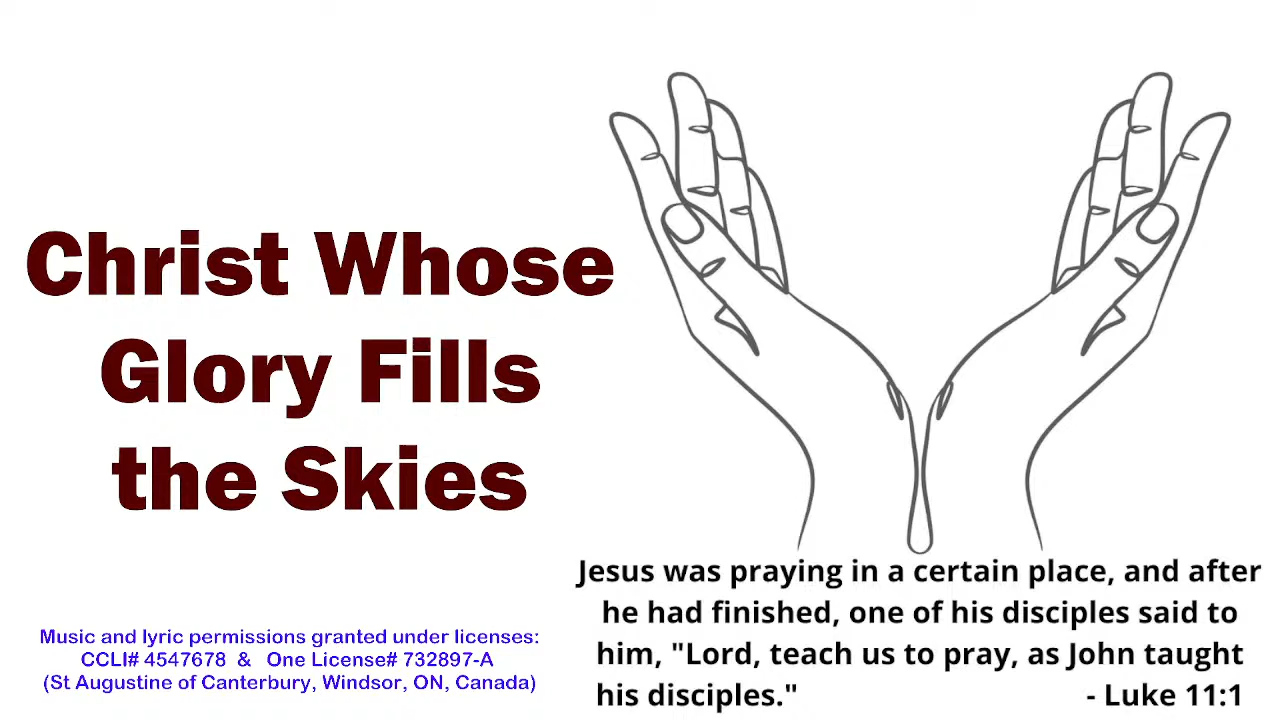 Christ Whose
Glory Fills
the Skies
Music and lyric permissions granted under licenses:
CCLI# 4547678 & One License# 732897-A
(St Augustine of Canterbury, Windsor, ON, Canada)
Jesus was praying in a certain place, and after
he had finished, one of his disciples said to
him, "Lord, teach us to pray, as John taught
his disciples." - Luke 11:1